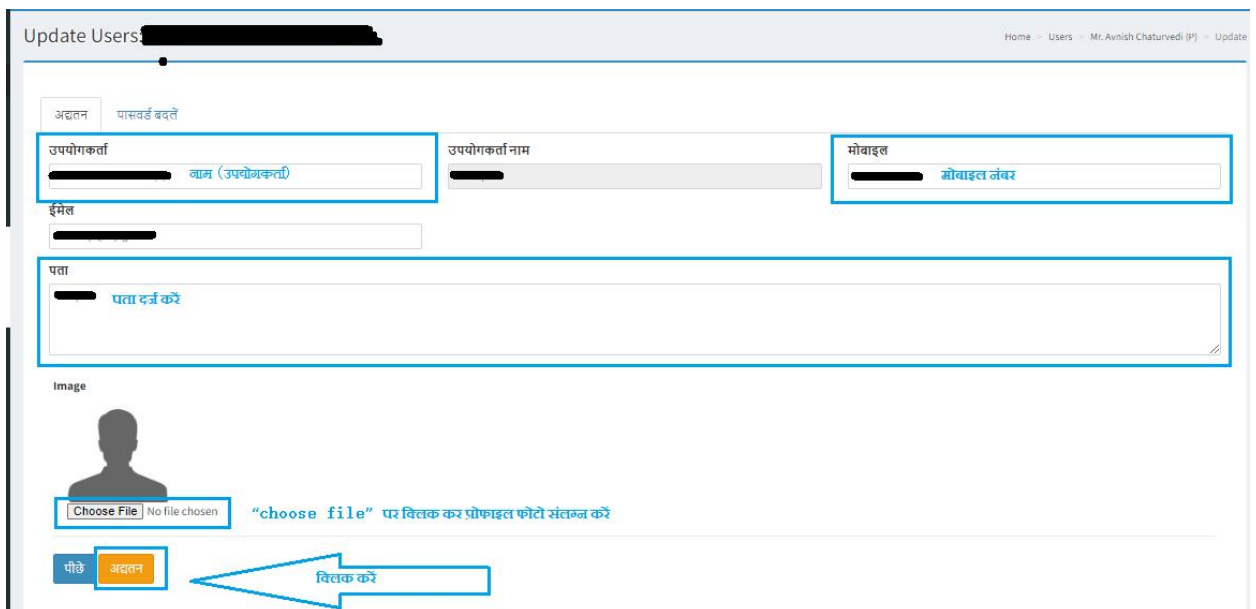 Update Users:
Home > Users > Mr. Avnish Chaturvedi (P) > Update
अद्यतन पासवर्ड बदलें
उपयोगकर्ता उपयोगकर्ता नाम मोबाइल
नाम (उपयोगकर्ता) मोबाइल नंबर
ईमेल
पता
पता दर्ज करें
Image
Choose File No file chosen "choose file" पर क्लिक कर प्रोफाइल फोटो संलग्न करें
पीछे अद्यतन क्लिक करें